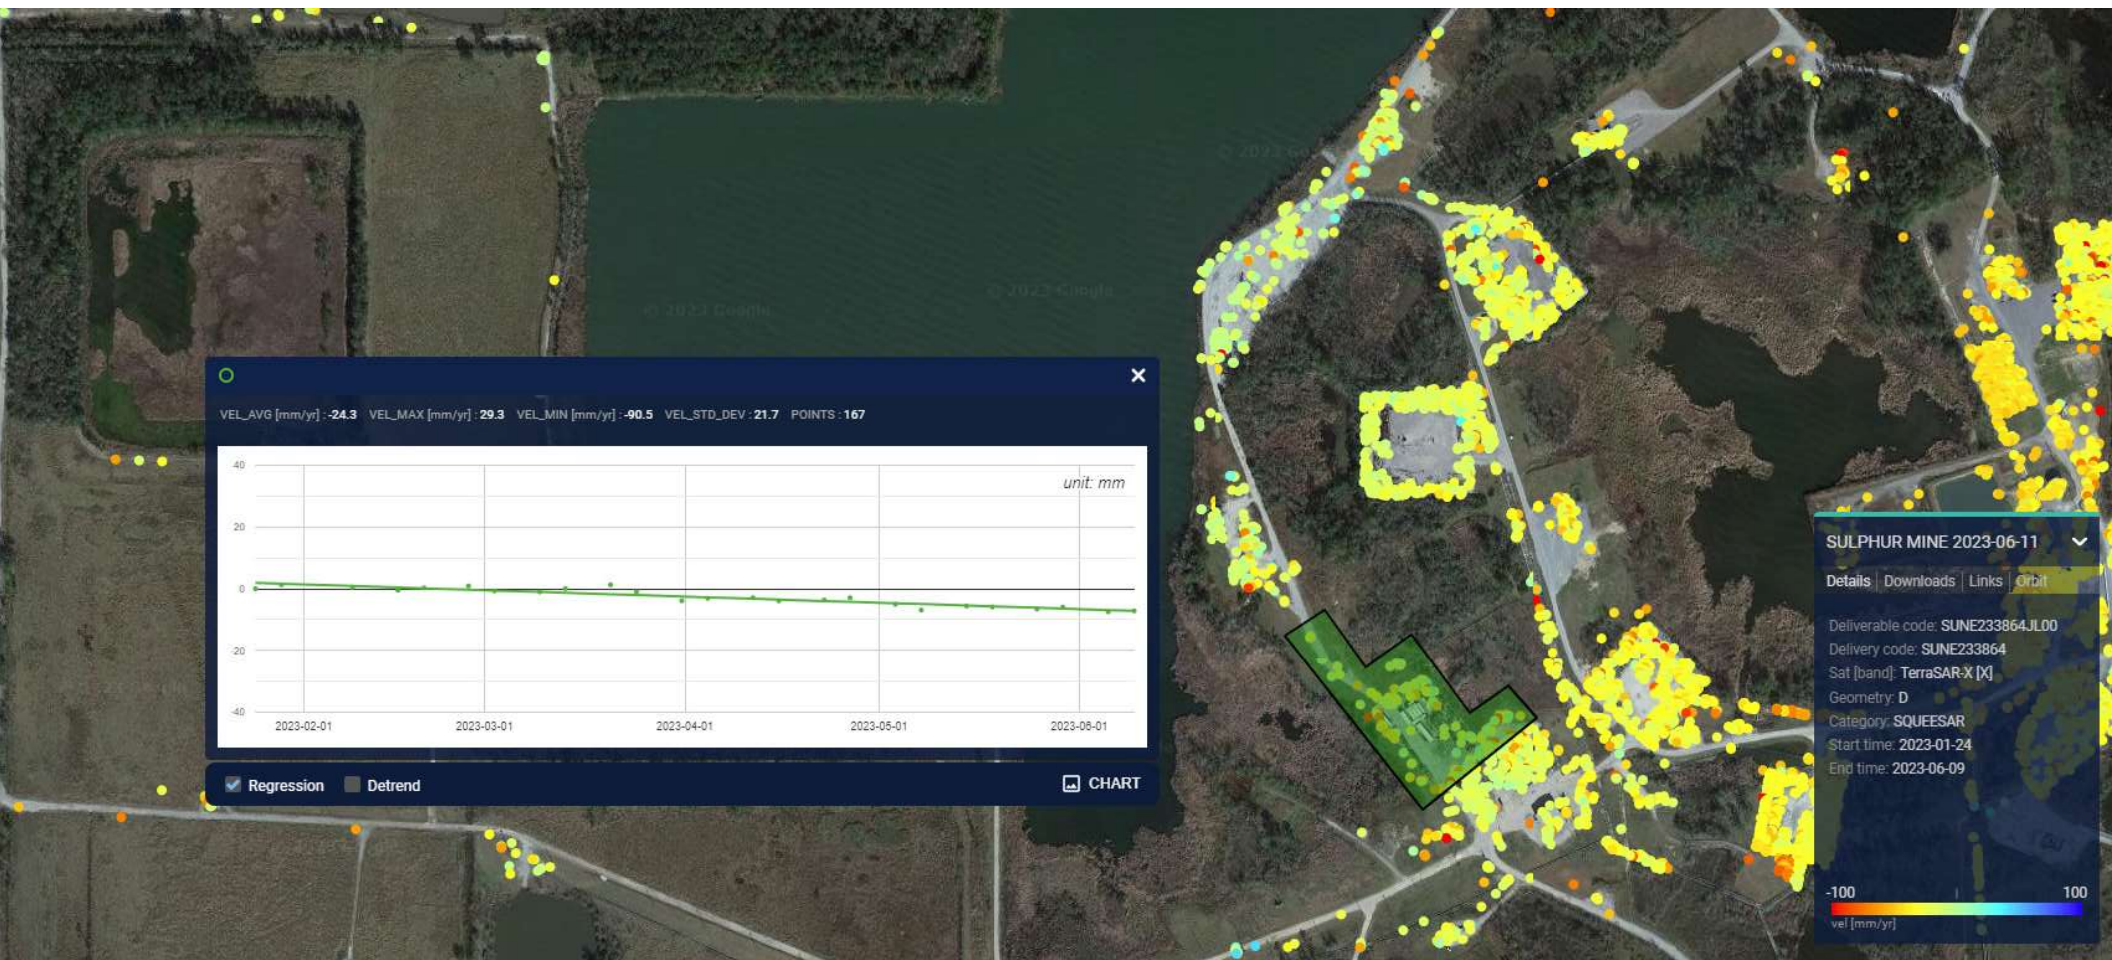 © 2023 Google
© 2023 Google
VEL_AVG [mm/yr] : -24.3 VEL_MAX [mm/yr] : 29.3 VEL_MIN [mm/yr] : -90.5 VEL_STD_DEV : 21.7 POINTS : 167
unit: mm
40
20
0
-20
-40
2023-02-01 2023-03-01 2023-04-01 2023-05-01 2023-06-01
Regression Detrend CHART
SULPHUR MINE 2023-06-11
Details | Downloads | Links | Orbit
Deliverable code: SUNE233864JL00
Delivery code: SUNE233864
Sat [band]: TerraSAR-X [X]
Geometry: D
Category: SQUEESAR
Start time: 2023-01-24
End time: 2023-06-09
-100 100
vel [mm/yr]